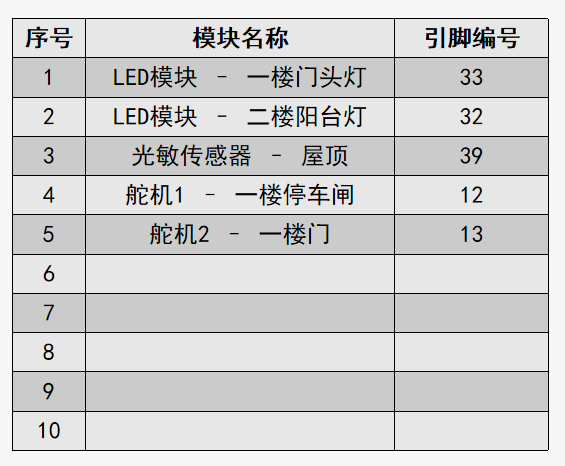 序号 模块名称 引脚编号
1 LED模块 - 一楼门头灯 33
2 LED模块 - 二楼阳台灯 32
3 光敏传感器 - 屋顶 39
4 舵机1 - 一楼停车闸 12
5 舵机2 - 一楼门 13
6
7
8
9
10